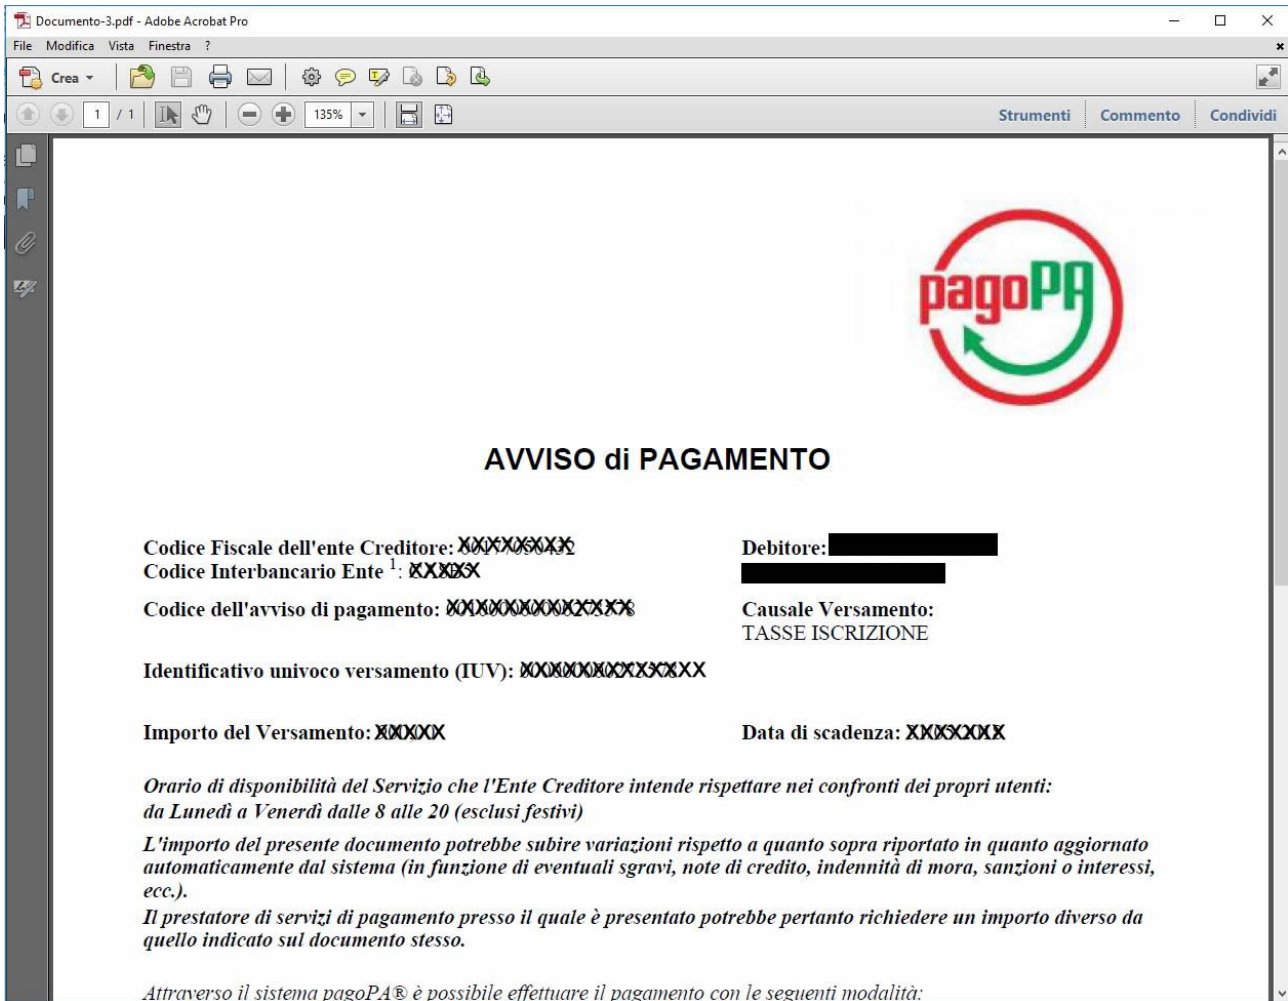 Documento-3.pdf - Adobe Acrobat Pro
File Modifica Vista Finestra ?
Crea
1 / 1 135% Strumenti Commento Condividi
pagoPA
AVVISO di PAGAMENTO
Codice Fiscale dell'ente Creditore:
Debitore:
Codice Interbancario Ente 1:
Codice dell'avviso di pagamento:
Causale Versamento:
TASSE ISCRIZIONE
Identificativo univoco versamento (IUV):
Importo del Versamento:
Data di scadenza:
Orario di disponibilità del Servizio che l'Ente Creditore intende rispettare nei confronti dei propri utenti:
da Lunedì a Venerdì dalle 8 alle 20 (esclusi festivi)
L'importo del presente documento potrebbe subire variazioni rispetto a quanto sopra riportato in quanto aggiornato
automaticamente dal sistema (in funzione di eventuali sgravi, note di credito, indennità di mora, sanzioni o interessi,
ecc.).
Il prestatore di servizi di pagamento presso il quale è presentato potrebbe pertanto richiedere un importo diverso da
quello indicato sul documento stesso.
Attraverso il sistema pagoPA® è possibile effettuare il pagamento con le seguenti modalità: